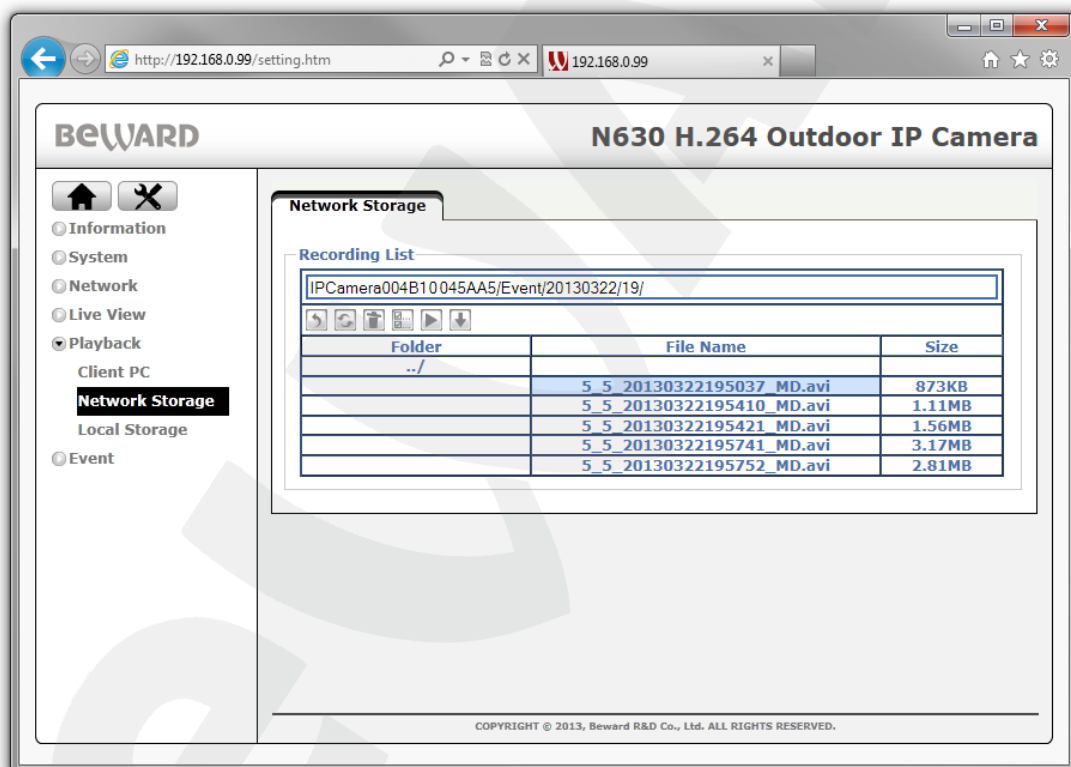 http://192.168.0.99/setting.htm
192.168.0.99
BEWARD
N630 H.264 Outdoor IP Camera
Information
System
Network
Live View
Playback
Client PC
Network Storage
Local Storage
Event
Network Storage
Recording List
IPCamera004B10045AA5/Event/20130322/19/
Folder File Name Size
../
5_5_20130322195037_MD.avi 873KB
5_5_20130322195410_MD.avi 1.11MB
5_5_20130322195421_MD.avi 1.56MB
5_5_20130322195741_MD.avi 3.17MB
5_5_20130322195752_MD.avi 2.81MB
COPYRIGHT © 2013, Beward R&D Co., Ltd. ALL RIGHTS RESERVED.